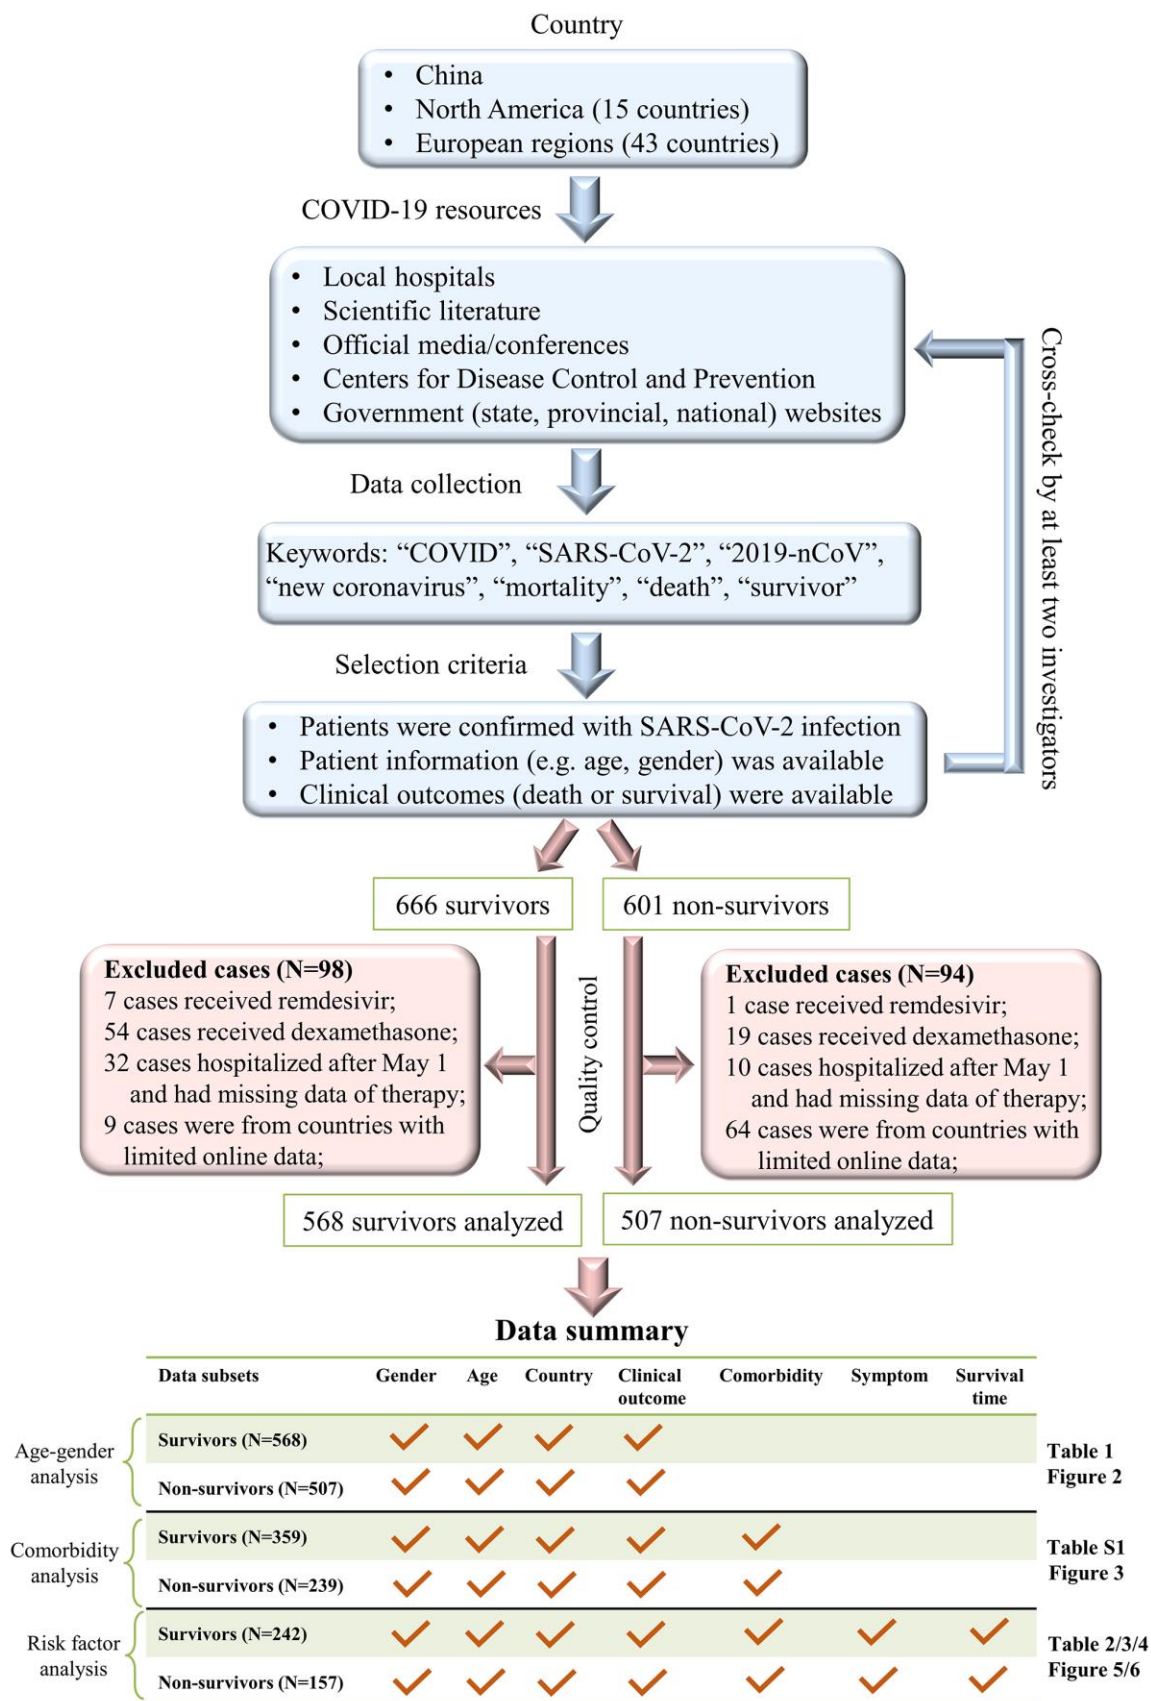 Country
• China
• North America (15 countries)
• European regions (43 countries)
COVID-19 resources
• Local hospitals
• Scientific literature
• Official media/conferences
• Centers for Disease Control and Prevention
• Government (state, provincial, national) websites
Cross-check by at least two investigators
Data collection
Keywords: “COVID”, “SARS-CoV-2”, “2019-nCoV”,
“new coronavirus”, “mortality”, “death”, “survivor”
Selection criteria
• Patients were confirmed with SARS-CoV-2 infection
• Patient information (e.g. age, gender) was available
• Clinical outcomes (death or survival) were available
666 survivors
601 non-survivors
Excluded cases (N=98)
7 cases received remdesivir;
54 cases received dexamethasone;
32 cases hospitalized after May 1
and had missing data of therapy;
9 cases were from countries with
limited online data;
Quality control
Excluded cases (N=94)
1 case received remdesivir;
19 cases received dexamethasone;
10 cases hospitalized after May 1
and had missing data of therapy;
64 cases were from countries with
limited online data;
568 survivors analyzed
507 non-survivors analyzed
Data summary
Data subsets Gender Age Country Clinical outcome Comorbidity Symptom Survival time
Age-gender
analysis
Survivors (N=568)
Non-survivors (N=507)
Table 1
Figure 2
Comorbidity
analysis
Survivors (N=359)
Non-survivors (N=239)
Table S1
Figure 3
Risk factor
analysis
Survivors (N=242)
Non-survivors (N=157)
Table 2/3/4
Figure 5/6